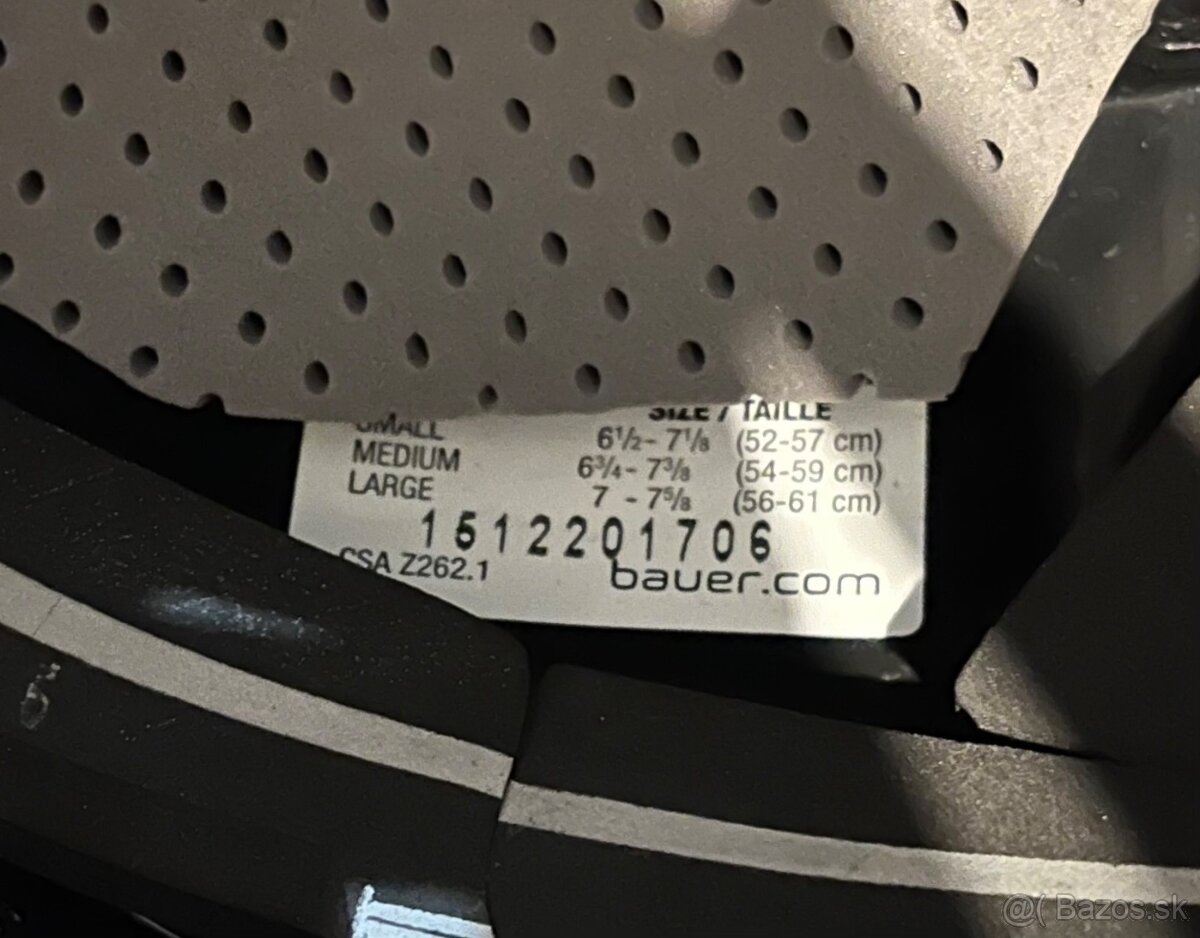 SIZE / TAILLE
SMALL 6½- 7⅛ (52-57 cm)
MEDIUM 6¾- 7⅜ (54-59 cm)
LARGE 7 - 7⅝ (56-61 cm)
1512201706
CSA Z262.1
bauer.com
@( Bazos.sk